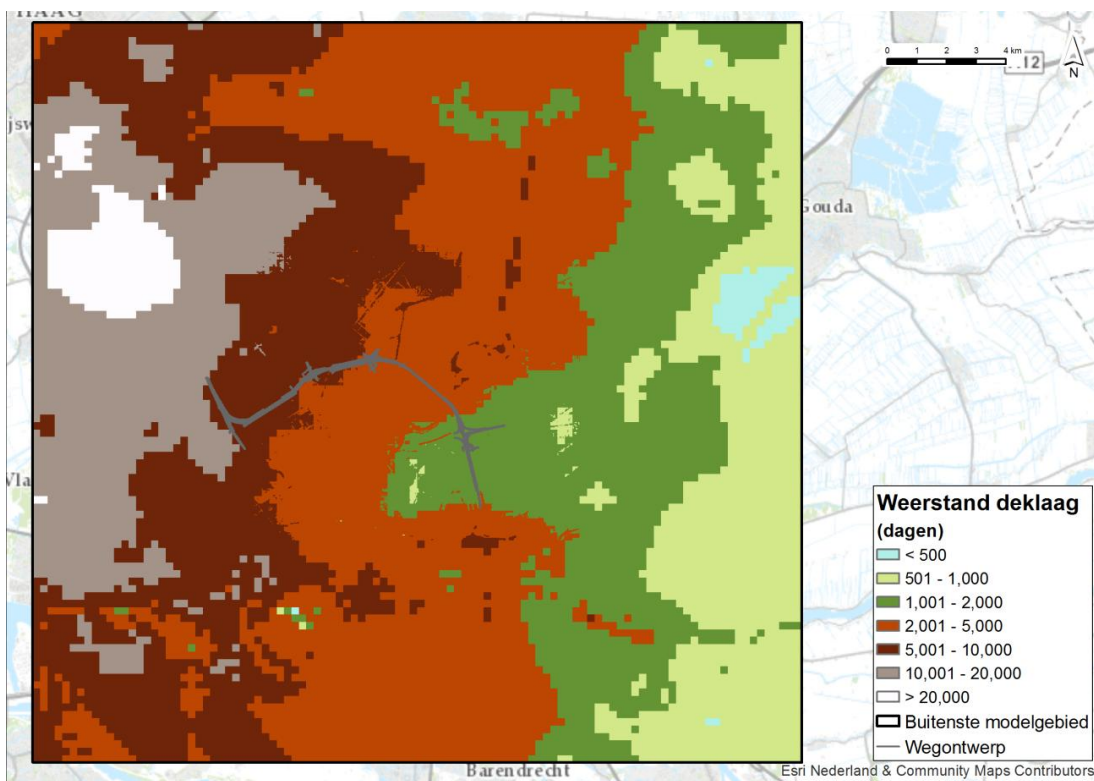 HAAG
0 1 2 3 4 km
12
N
Gouda
Weerstand deklaag
(dagen)
< 500
501 - 1,000
1,001 - 2,000
2,001 - 5,000
5,001 - 10,000
10,001 - 20,000
> 20,000
Buitenste modelgebied
Wegontwerp
Barendrecht
Esri Nederland & Community Maps Contributors